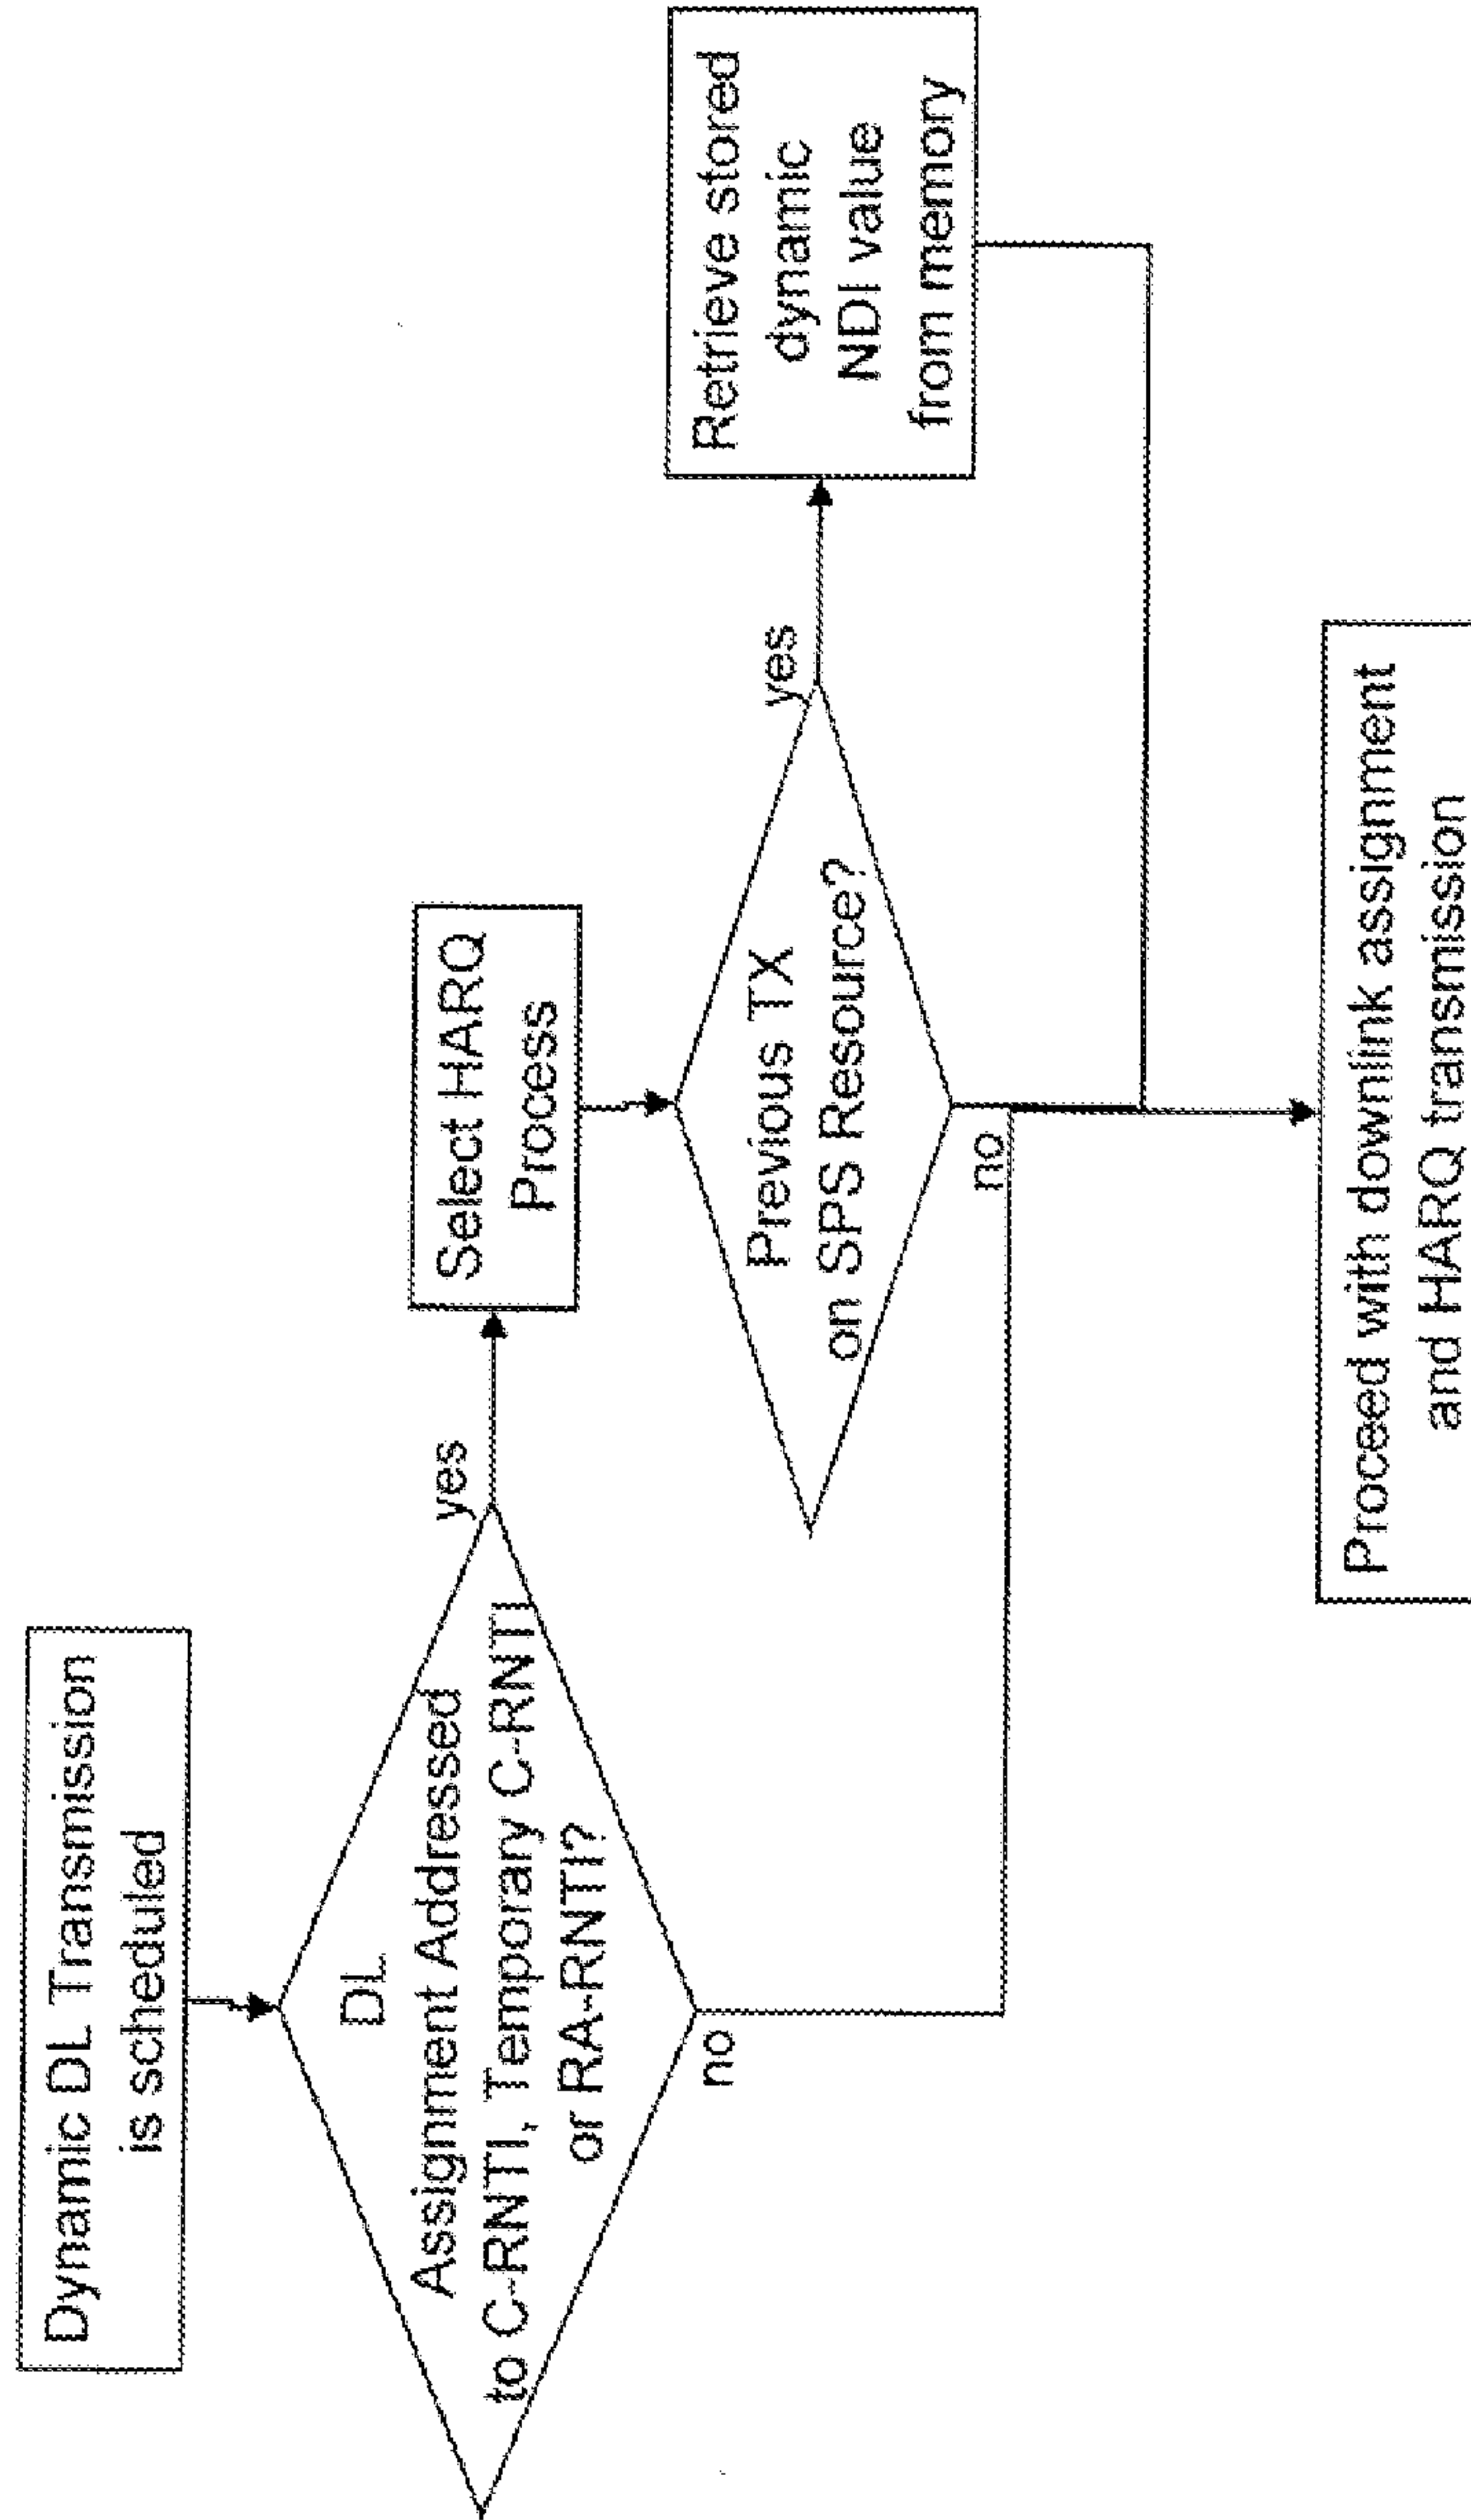 Dynamic DL Transmission
is scheduled
DL
Assignment Addressed
to C-RNTI, Temporary C-RNTI
or RA-RNTI?
yes
no
Select HARQ
Process
Previous TX
on SPS Resource?
yes
no
Retrieve stored
dynamic
NDI value
from memory
Proceed with downlink assignment
and HARQ transmission